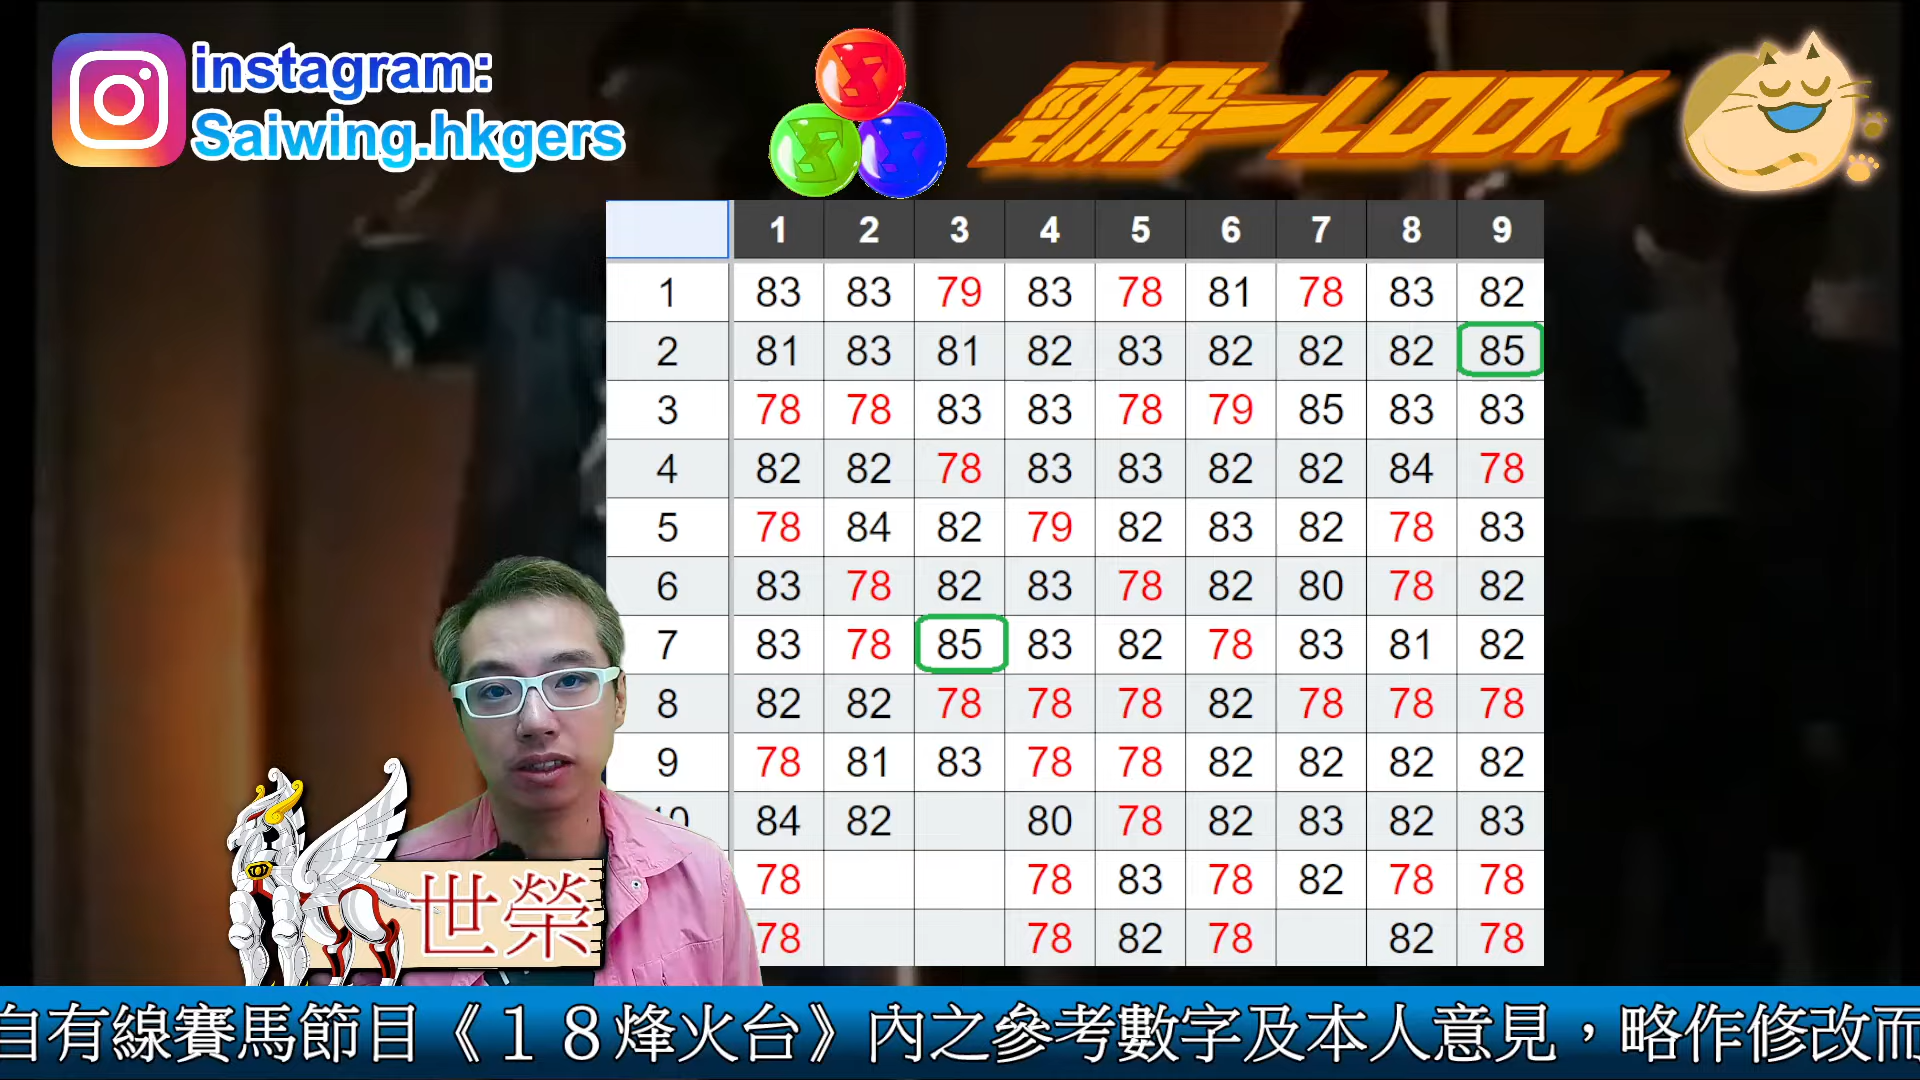 instagram:
Saiwing.hkgers
勁飛一LOOK
1 2 3 4 5 6 7 8 9
1 83 83 79 83 78 81 78 83 82
2 81 83 81 82 83 82 82 82 85
3 78 78 83 83 78 79 85 83 83
4 82 82 78 83 83 82 82 84 78
5 78 84 82 79 82 83 82 78 83
6 83 78 82 83 78 82 80 78 82
7 83 78 85 83 82 78 83 81 82
8 82 82 78 78 78 82 78 78 78
9 78 81 83 78 78 82 82 82 82
10 84 82 80 78 82 83 82 83
78 78 83 78 82 78 78
78 78 82 78 82 78
世榮
自有線賽馬節目《１８烽火台》內之參考數字及本人意見，略作修改而